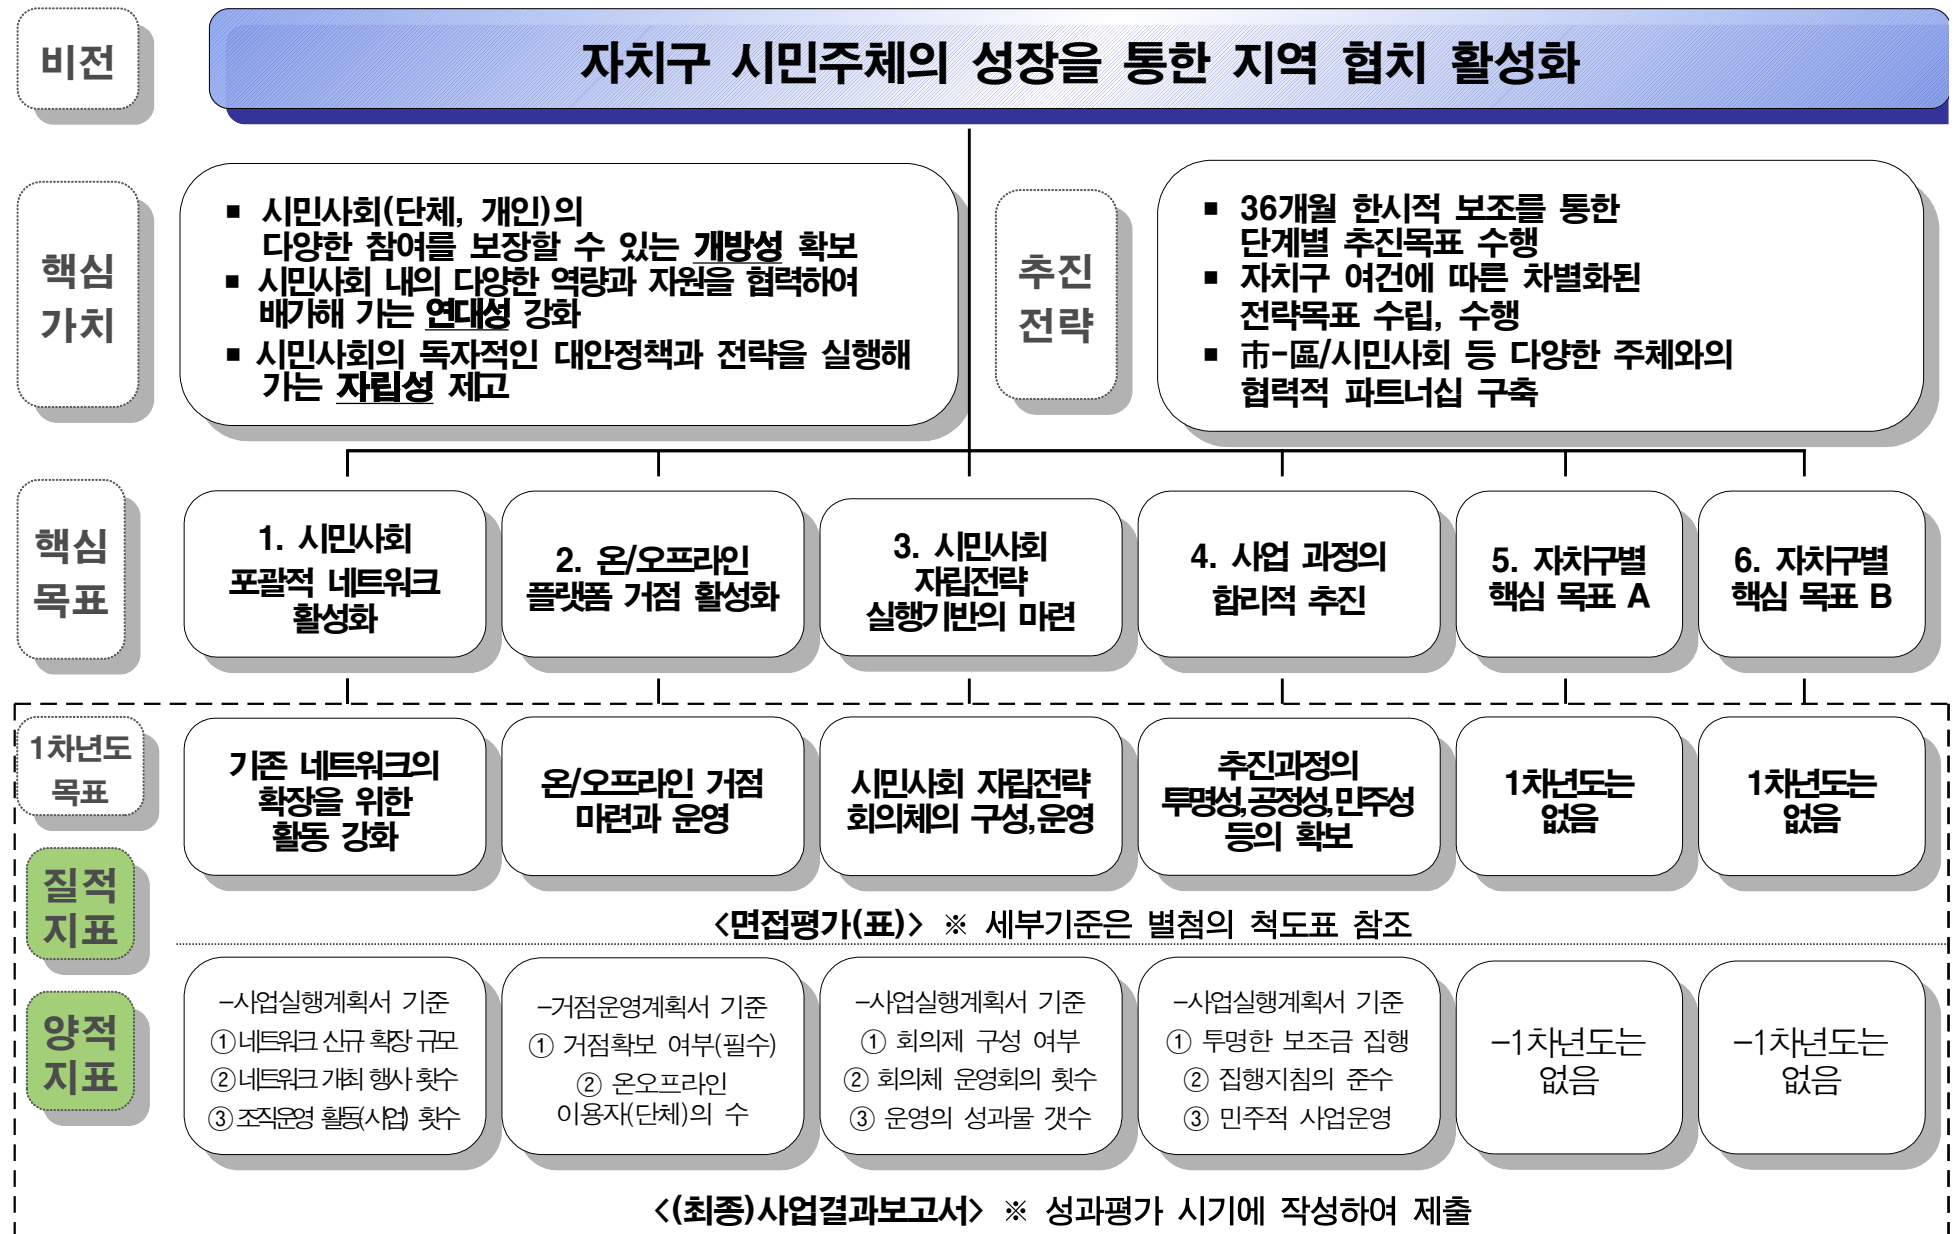 비전
자치구 시민주체의 성장을 통한 지역 협치 활성화
핵심
가치
▪ 시민사회(단체, 개인)의
다양한 참여를 보장할 수 있는 개방성 확보
▪ 시민사회 내의 다양한 역량과 자원을 협력하여
배가해 가는 연대성 강화
▪ 시민사회의 독자적인 대안정책과 전략을 실행해
가는 자립성 제고
추진
전략
▪ 36개월 한시적 보조를 통한
단계별 추진목표 수행
▪ 자치구 여건에 따른 차별화된
전략목표 수립, 수행
▪ 市-區/시민사회 등 다양한 주체와의
협력적 파트너십 구축
핵심
목표
1. 시민사회
포괄적 네트워크
활성화
2. 온/오프라인
플랫폼 거점 활성화
3. 시민사회
자립전략
실행기반의 마련
4. 사업 과정의
합리적 추진
5. 자치구별
핵심 목표 A
6. 자치구별
핵심 목표 B
1차년도
목표
기존 네트워크의
확장을 위한
활동 강화
온/오프라인 거점
마련과 운영
시민사회 자립전략
회의체의 구성,운영
추진과정의
투명성,공정성,민주성
등의 확보
1차년도는
없음
1차년도는
없음
질적
지표
<면접평가(표)> ※ 세부기준은 별첨의 척도표 참조
양적
지표
-사업실행계획서 기준
①네트워크 신규 확장 규모
②네트워크 개최 행사 횟수
③조직운영 활동(사업) 횟수
-거점운영계획서 기준
① 거점확보 여부(필수)
② 온오프라인
이용자(단체)의 수
-사업실행계획서 기준
① 회의제 구성 여부
② 회의체 운영회의 횟수
③ 운영의 성과물 갯수
-사업실행계획서 기준
① 투명한 보조금 집행
② 집행지침의 준수
③ 민주적 사업운영
-1차년도는
없음
-1차년도는
없음
<(최종)사업결과보고서> ※ 성과평가 시기에 작성하여 제출